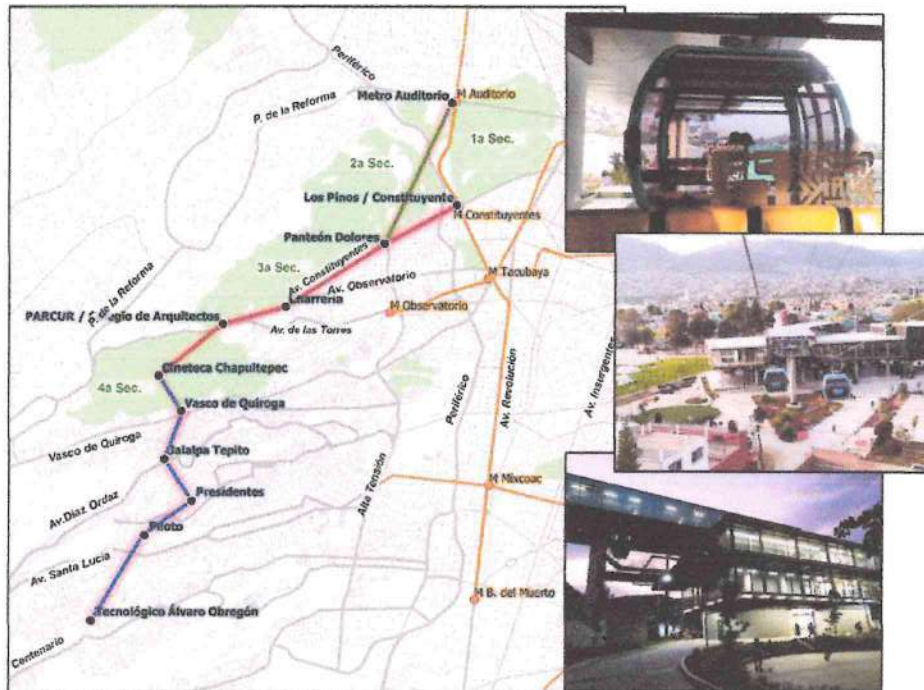 Periférico
Metro Auditorio
M Auditorio
P. de la Reforma
1a Sec.
2a Sec.
Los Pinos / Constituyente
M Constituyentes
Panteón Dolores
Av. Constituyentes
3a Sec.
Av. Observatorio
M Tacubaya
P. de la Reforma
Charrería
M Observatorio
PARCUR / Colegio de Arquitectos
Av. de las Torres
Cineteca Chapultepec
4a Sec.
Periférico
Av. Revolución
Av. Insurgentes
Vasco de Quiroga
Vasco de Quiroga
Jalalpa Tepito
Alta Tensión
M Mixcoac
Av.Díaz Ordaz
Presidentes
Piloto
Av. Santa Lucía
M B. del Muerto
Tecnológico Álvaro Obregón
Centenario